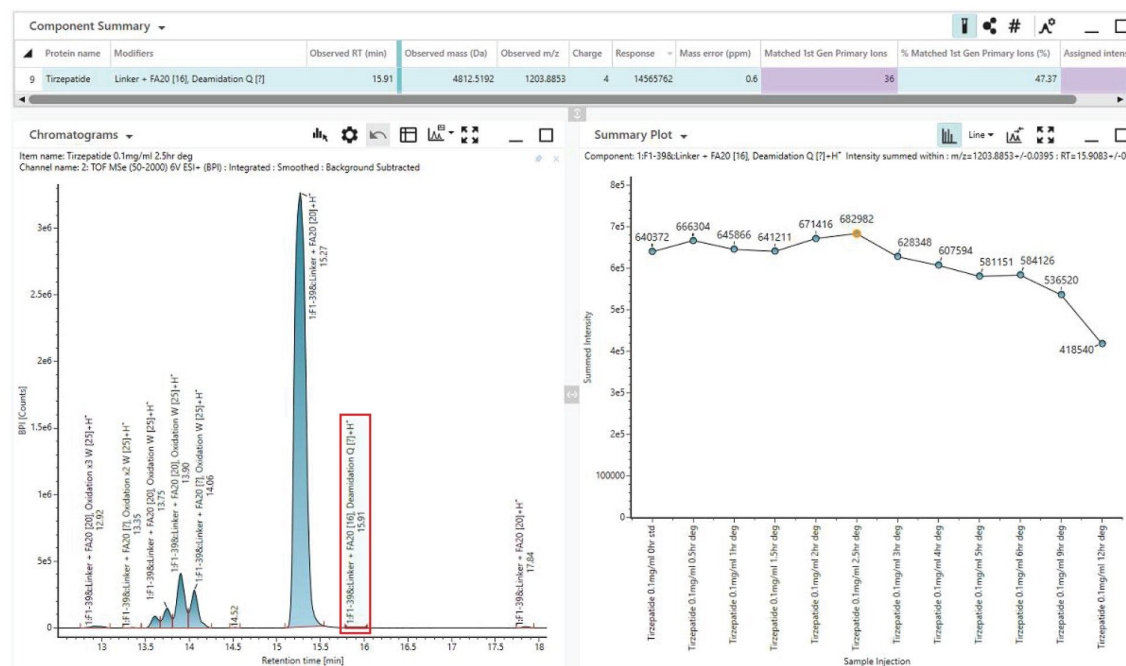 Component Summary
Protein name Modifiers Observed RT (min) Observed mass (Da) Observed m/z Charge Response Mass error (ppm) Matched 1st Gen Primary Ions % Matched 1st Gen Primary Ions (%) Assigned intens
9 Tirzepatide Linker + FA20 [16], Deamidation Q [?] 15.91 4812.5192 1203.8853 4 14565762 0.6 36 47.37
Chromatograms
Item name: Tirzepatide 0.1mg/ml 2.5hr deg
Channel name: 2: TOF MSe (50-2000) 6V ESI+ (BPI) : Integrated : Smoothed : Background Subtracted
3e6
2.5e6
2e6
1.5e6
1e6
5e5
0
BPI [Counts]
1:F1-39&:Linker + FA20 [20], Oxidation x3 W [25]+H+
12.92
1:F1-39&:Linker + FA20 [?], Oxidation x2 W [25]+H+
13.35
1:F1-39&:Linker + FA20 [20], Oxidation W [25]+H+
13.75
1:F1-39&:Linker + FA20 [20], Oxidation W [25]+H+
13.90
1:F1-39&:Linker + FA20 [?], Oxidation W [25]+H+
14.06
14.52
1:F1-39&:Linker + FA20 [20]+H+
15.27
1:F1-39&:Linker + FA20 [16], Deamidation Q [?]+H+
15.91
1:F1-39&:Linker + FA20 [20]+H+
17.84
13 13.5 14 14.5 15 15.5 16 16.5 17 17.5 18
Retention time [min]
Summary Plot
Line
Component: 1:F1-39&:Linker + FA20 [16], Deamidation Q [?]+H+ Intensity summed within : m/z=1203.8853+/-0.0395 : RT=15.9083+/-0
8e5
7e5
6e5
5e5
4e5
100000
0
Summed Intensity
640372
666304
645866
641211
671416
682982
628348
607594
581151
584126
536520
418540
Tirzepatide 0.1mg/ml 0hr std
Tirzepatide 0.1mg/ml 0.5hr deg
Tirzepatide 0.1mg/ml 1hr deg
Tirzepatide 0.1mg/ml 1.5hr deg
Tirzepatide 0.1mg/ml 2hr deg
Tirzepatide 0.1mg/ml 2.5hr deg
Tirzepatide 0.1mg/ml 3hr deg
Tirzepatide 0.1mg/ml 4hr deg
Tirzepatide 0.1mg/ml 5hr deg
Tirzepatide 0.1mg/ml 6hr deg
Tirzepatide 0.1mg/ml 9hr deg
Tirzepatide 0.1mg/ml 12hr deg
Sample Injection